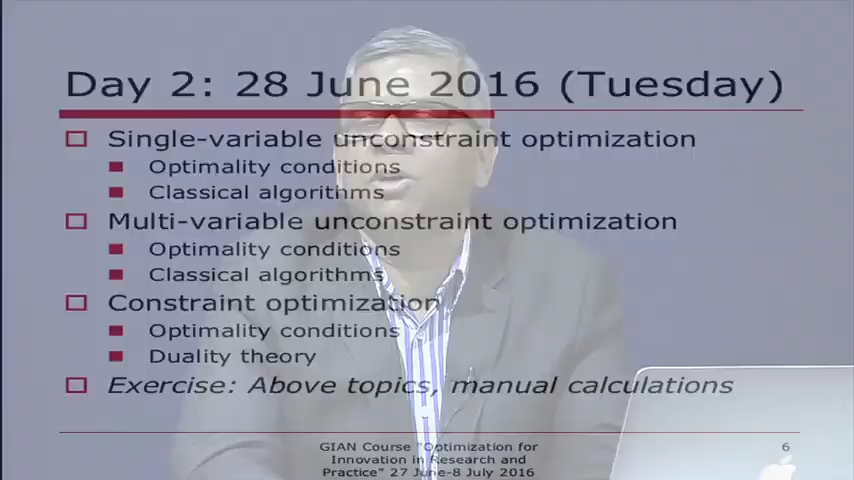 Day 2: 28 June 2016 (Tuesday)
Single-variable unconstraint optimization
Optimality conditions
Classical algorithms
Multi-variable unconstraint optimization
Optimality conditions
Classical algorithms
Constraint optimization
Optimality conditions
Duality theory
Exercise: Above topics, manual calculations
GIAN Course "Optimization for
Innovation in Research and
Practice" 27 June-8 July 2016
6